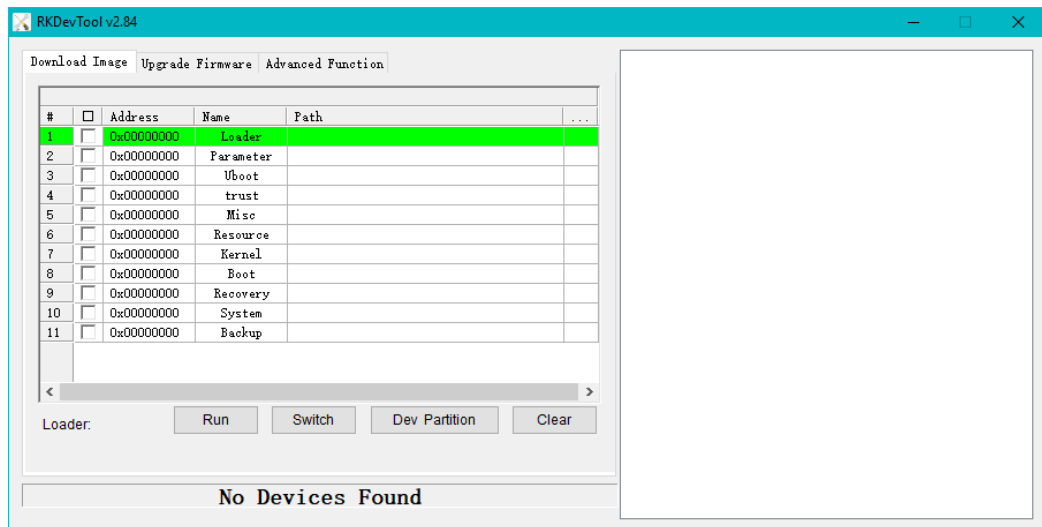 RKDevTool v2.84
Download Image Upgrade Firmware Advanced Function
# Address Name Path ...
1 0x00000000 Loader
2 0x00000000 Parameter
3 0x00000000 Uboot
4 0x00000000 trust
5 0x00000000 Misc
6 0x00000000 Resource
7 0x00000000 Kernel
8 0x00000000 Boot
9 0x00000000 Recovery
10 0x00000000 System
11 0x00000000 Backup
Loader: Run Switch Dev Partition Clear
No Devices Found